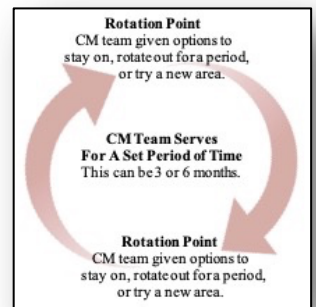 Rotation Point
CM team given options to
stay on, rotate out for a period,
or try a new area.
CM Team Serves
For A Set Period of Time
This can be 3 or 6 months.
Rotation Point
CM team given options to
stay on, rotate out for a period,
or try a new area.